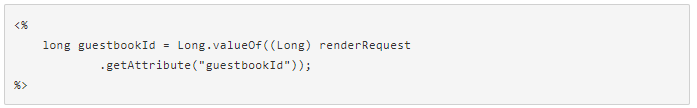 <%
    long guestbookId = Long.valueOf((Long) renderRequest
            .getAttribute("guestbookId"));
%>